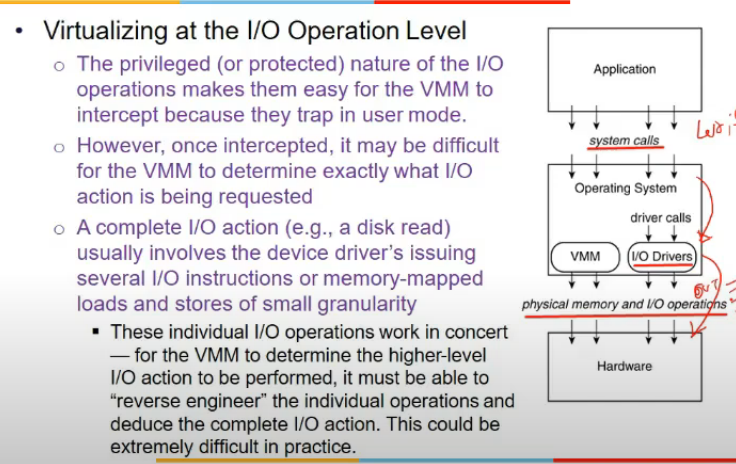 • Virtualizing at the I/O Operation Level
o The privileged (or protected) nature of the I/O
operations makes them easy for the VMM to
intercept because they trap in user mode.
o However, once intercepted, it may be difficult
for the VMM to determine exactly what I/O
action is being requested
o A complete I/O action (e.g., a disk read)
usually involves the device driver's issuing
several I/O instructions or memory-mapped
loads and stores of small granularity
▪ These individual I/O operations work in concert
— for the VMM to determine the higher-level
I/O action to be performed, it must be able to
“reverse engineer” the individual operations and
deduce the complete I/O action. This could be
extremely difficult in practice.
Application
system calls
Operating System
driver calls
VMM
I/O Drivers
OUT
physical memory and I/O operations
Hardware